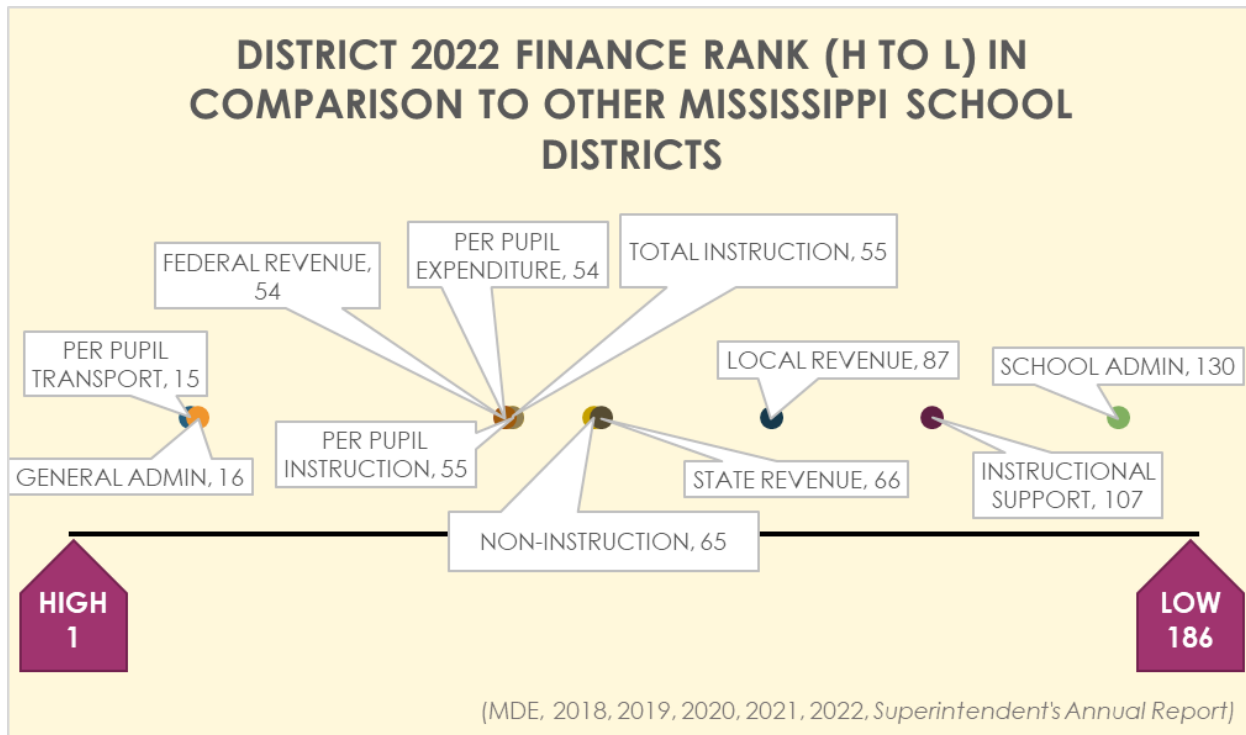 DISTRICT 2022 FINANCE RANK (H TO L) IN
COMPARISON TO OTHER MISSISSIPPI SCHOOL
DISTRICTS
FEDERAL REVENUE,
54
PER PUPIL
EXPENDITURE, 54
TOTAL INSTRUCTION, 55
PER PUPIL
TRANSPORT, 15
LOCAL REVENUE, 87
SCHOOL ADMIN, 130
GENERAL ADMIN, 16
PER PUPIL
INSTRUCTION, 55
STATE REVENUE, 66
INSTRUCTIONAL
SUPPORT, 107
NON-INSTRUCTION, 65
HIGH
1
LOW
186
(MDE, 2018, 2019, 2020, 2021, 2022, Superintendent's Annual Report)